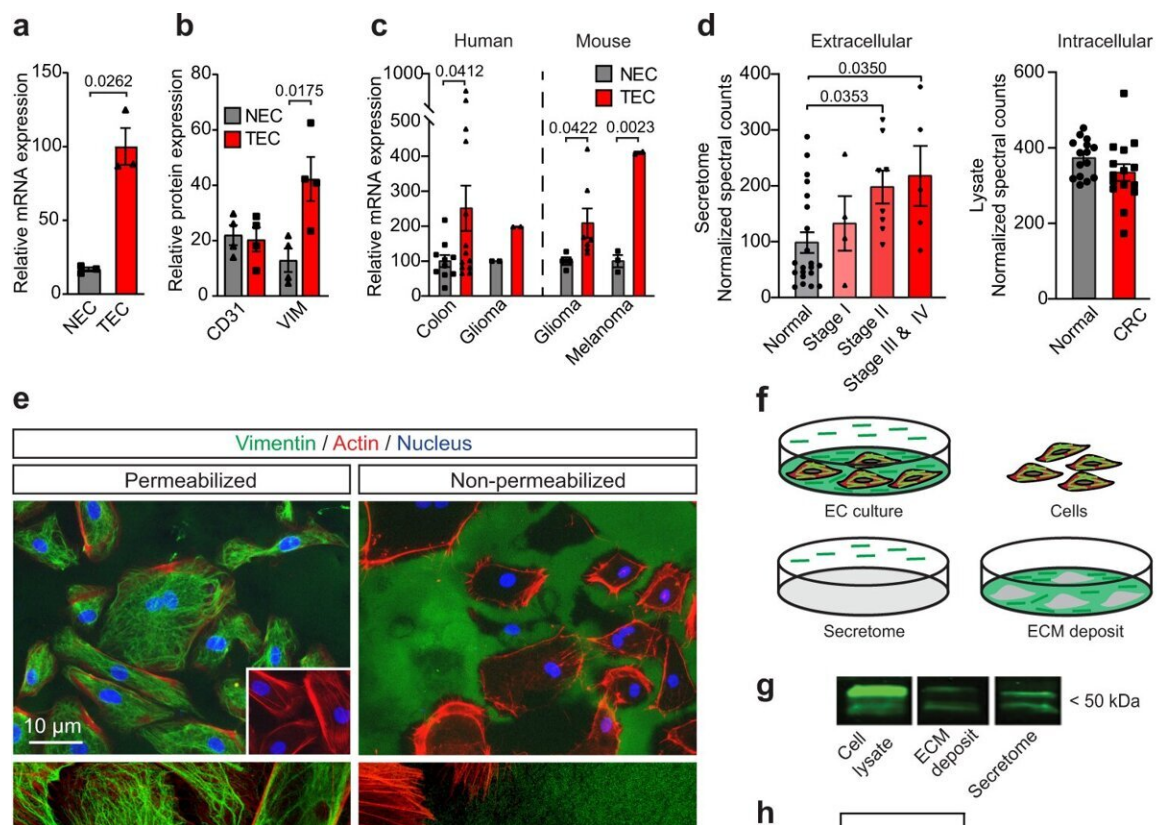 a
Relative mRNA expression
150
100
50
0
0.0262
NEC
TEC
b
Relative protein expression
80
60
40
20
0
NEC
TEC
0.0175
CD31
VIM
c
Human
Mouse
Relative mRNA expression
1000
400
300
200
100
0
0.0412
NEC
TEC
0.0422
0.0023
Colon
Glioma
Glioma
Melanoma
d
Extracellular
Secretome
Normalized spectral counts
400
300
200
100
0
0.0350
0.0353
Normal
Stage I
Stage II
Stage III & IV
Intracellular
Lysate
Normalized spectral counts
600
400
200
0
Normal
CRC
e
Vimentin / Actin / Nucleus
Permeabilized
Non-permeabilized
10 µm
f
EC culture
Cells
Secretome
ECM deposit
g
< 50 kDa
Cell
lysate
ECM
deposit
Secretome
h